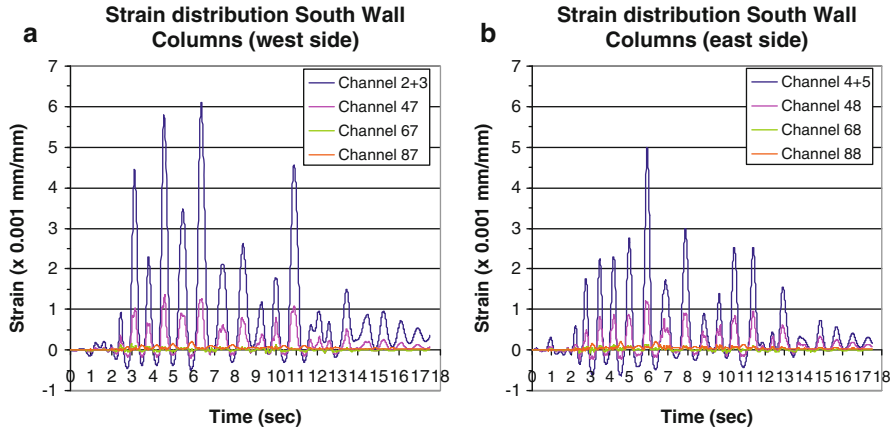 a
Strain distribution South Wall
Columns (west side)
7
6
5
4
3
2
1
0
-1
Strain (x 0.001 mm/mm)
Channel 2+3
Channel 47
Channel 67
Channel 87
0 1 2 3 4 5 6 7 8 9 10 11 12 13 14 15 16 17 18
Time (sec)
b
Strain distribution South Wall
Columns (east side)
7
6
5
4
3
2
1
0
-1
Strain (x 0.001 mm/mm)
Channel 4+5
Channel 48
Channel 68
Channel 88
0 1 2 3 4 5 6 7 8 9 10 11 12 13 14 15 16 17 18
Time (sec)